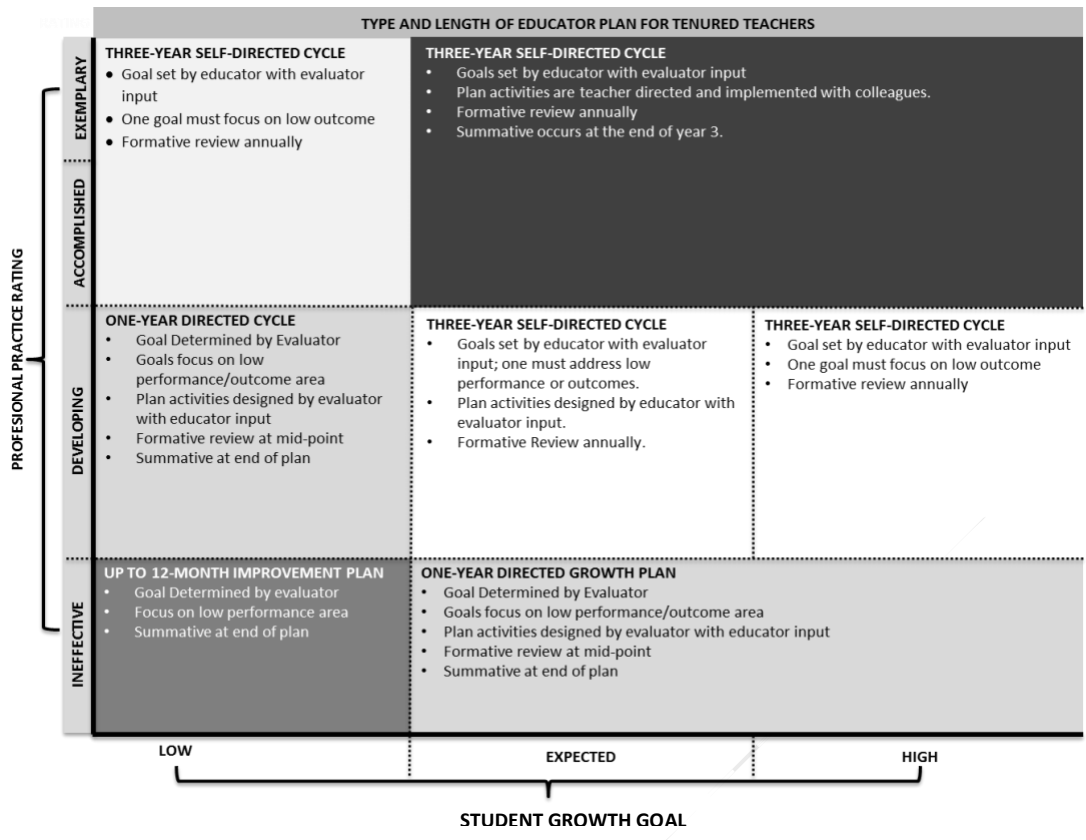 TYPE AND LENGTH OF EDUCATOR PLAN FOR TENURED TEACHERS
PROFESIONAL PRACTICE RATING
EXEMPLARY
ACCOMPLISHED
DEVELOPING
INEFFECTIVE
THREE-YEAR SELF-DIRECTED CYCLE
• Goal set by educator with evaluator
input
• One goal must focus on low outcome
• Formative review annually
THREE-YEAR SELF-DIRECTED CYCLE
• Goals set by educator with evaluator input
• Plan activities are teacher directed and implemented with colleagues.
• Formative review annually
• Summative occurs at the end of year 3.
ONE-YEAR DIRECTED CYCLE
• Goal Determined by Evaluator
• Goals focus on low
performance/outcome area
• Plan activities designed by evaluator
with educator input
• Formative review at mid-point
• Summative at end of plan
THREE-YEAR SELF-DIRECTED CYCLE
• Goals set by educator with evaluator
input; one must address low
performance or outcomes.
• Plan activities designed by educator with
evaluator input.
• Formative Review annually.
THREE-YEAR SELF-DIRECTED CYCLE
• Goal set by educator with evaluator input
• One goal must focus on low outcome
• Formative review annually
UP TO 12-MONTH IMPROVEMENT PLAN
• Goal Determined by evaluator
• Focus on low performance area
• Summative at end of plan
ONE-YEAR DIRECTED GROWTH PLAN
• Goal Determined by Evaluator
• Goals focus on low performance/outcome area
• Plan activities designed by evaluator with educator input
• Formative review at mid-point
• Summative at end of plan
LOW
EXPECTED
HIGH
STUDENT GROWTH GOAL